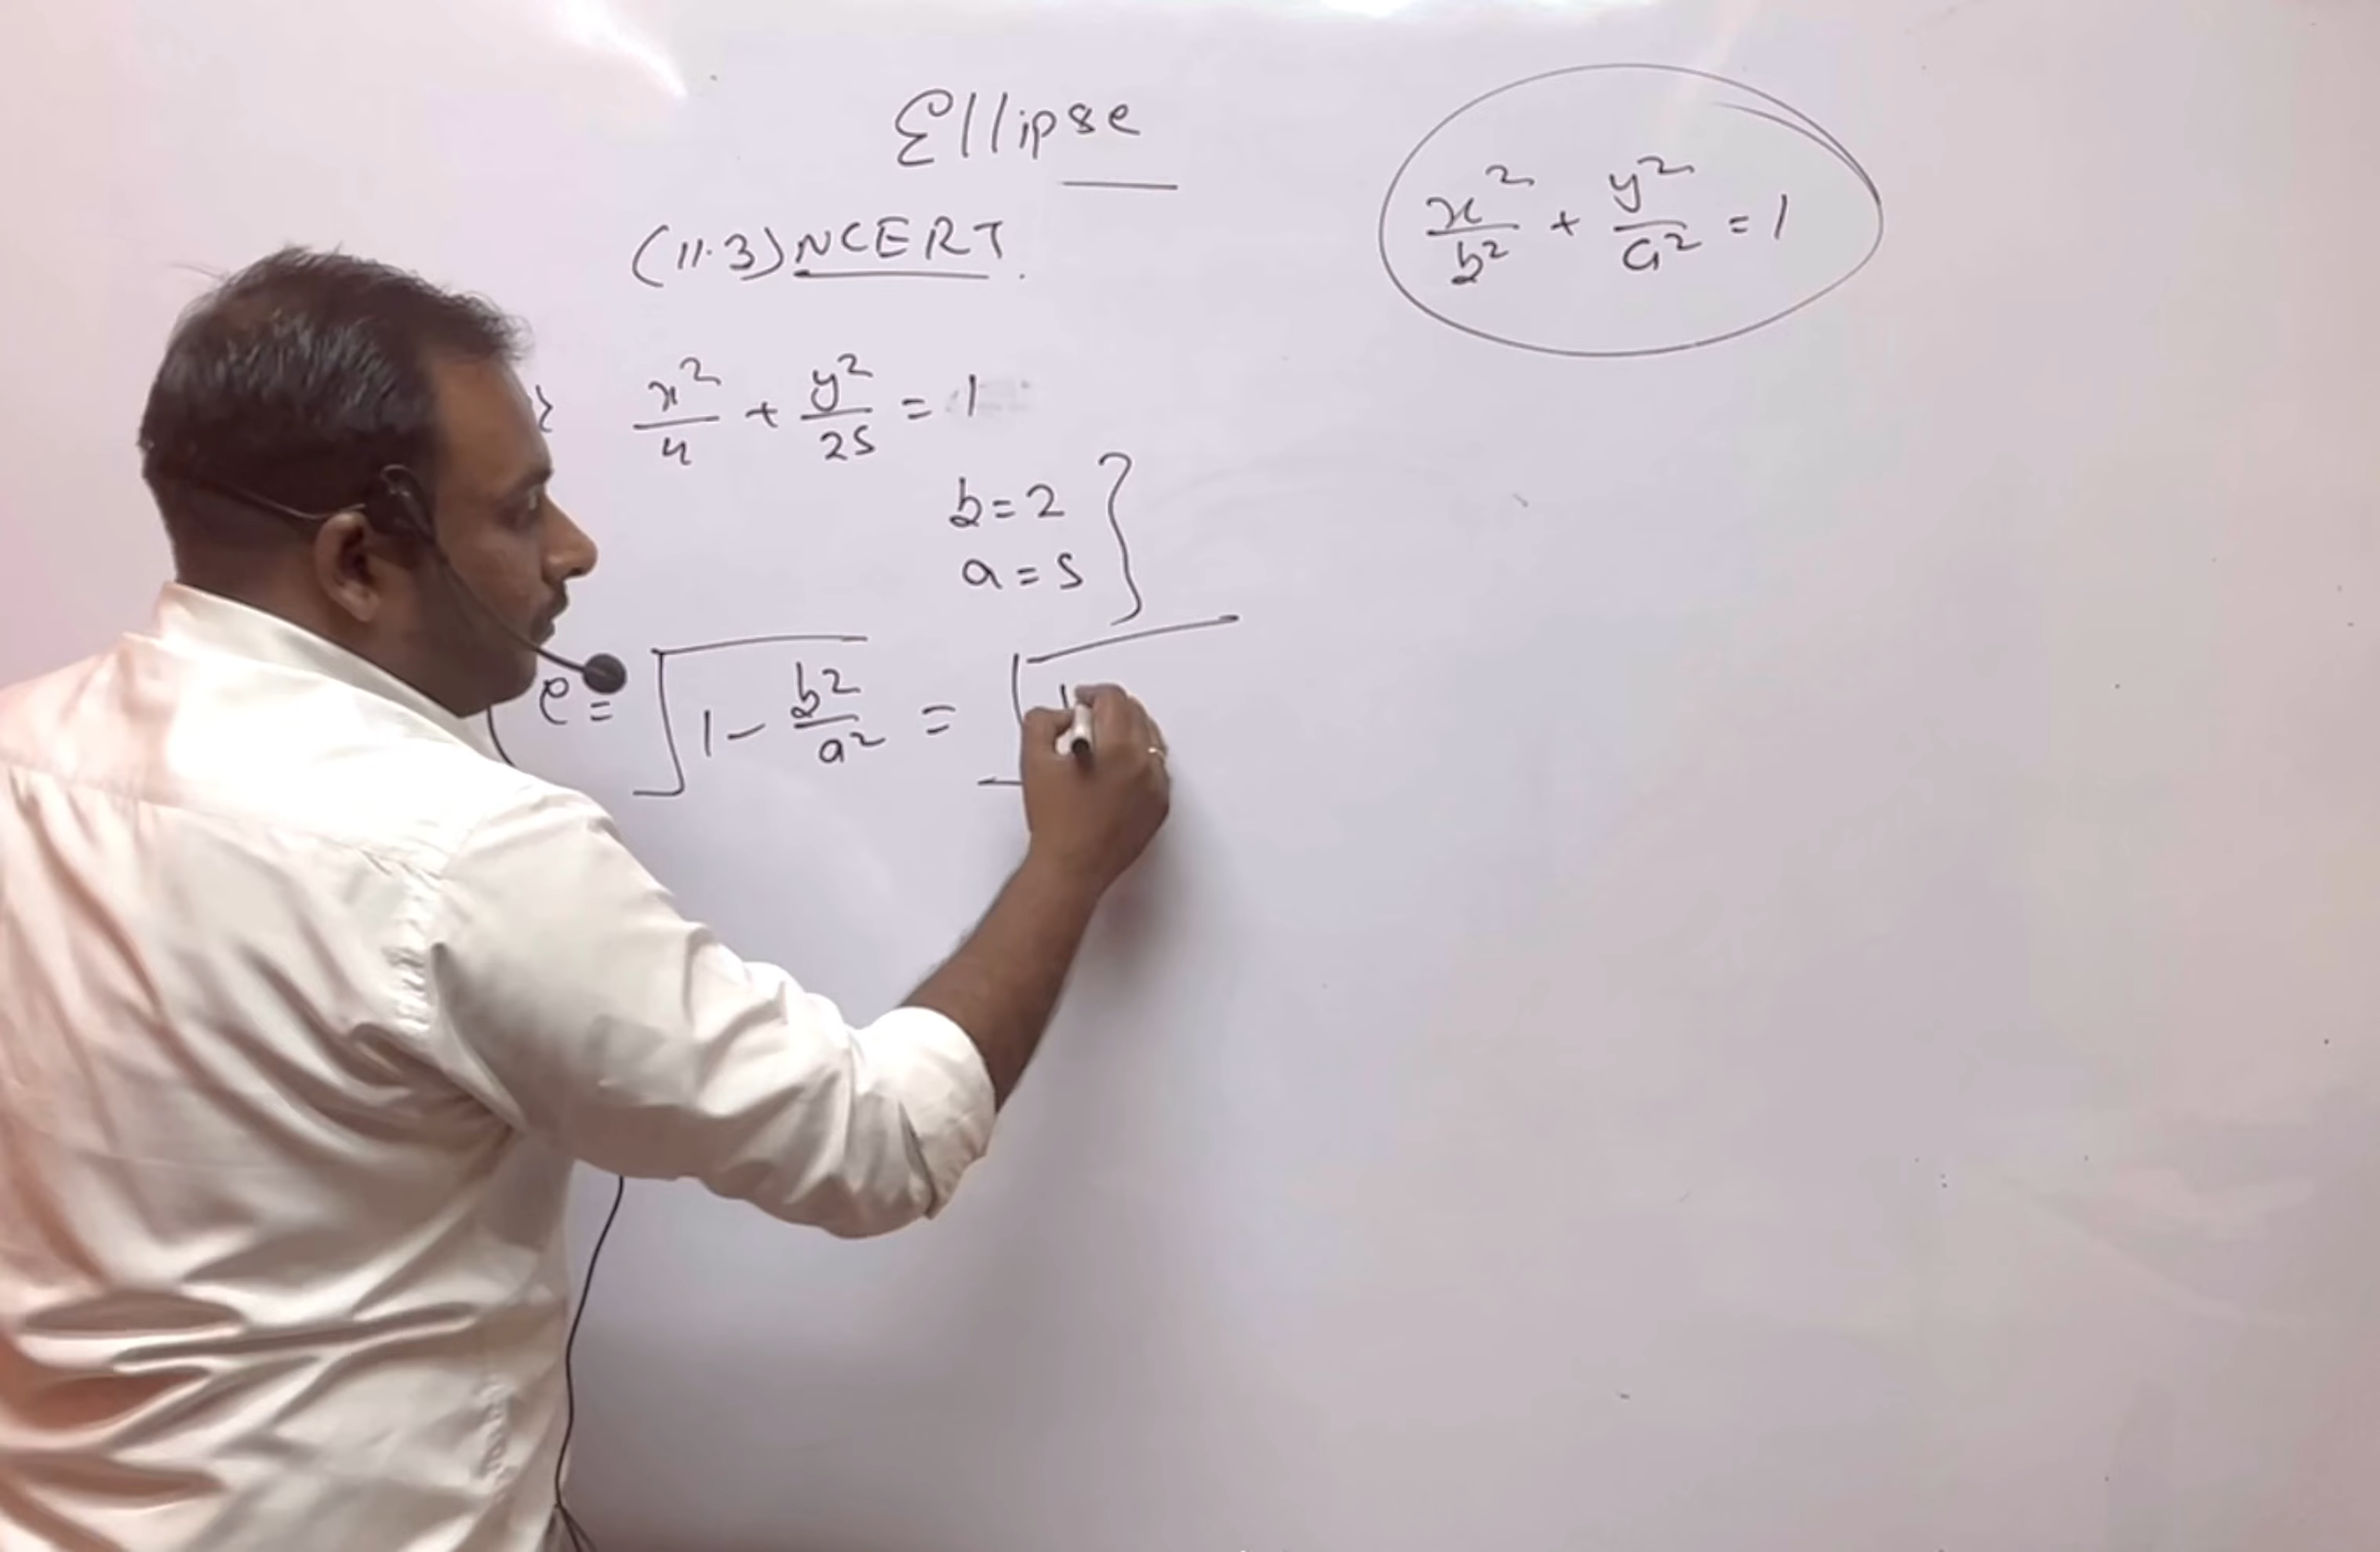 Ellipse
x²/b² + y²/a² = 1
(11.3) NCERT.
x²/4 + y²/25 = 1
b = 2
a = 5
e = √(1 - b²/a²) = √1